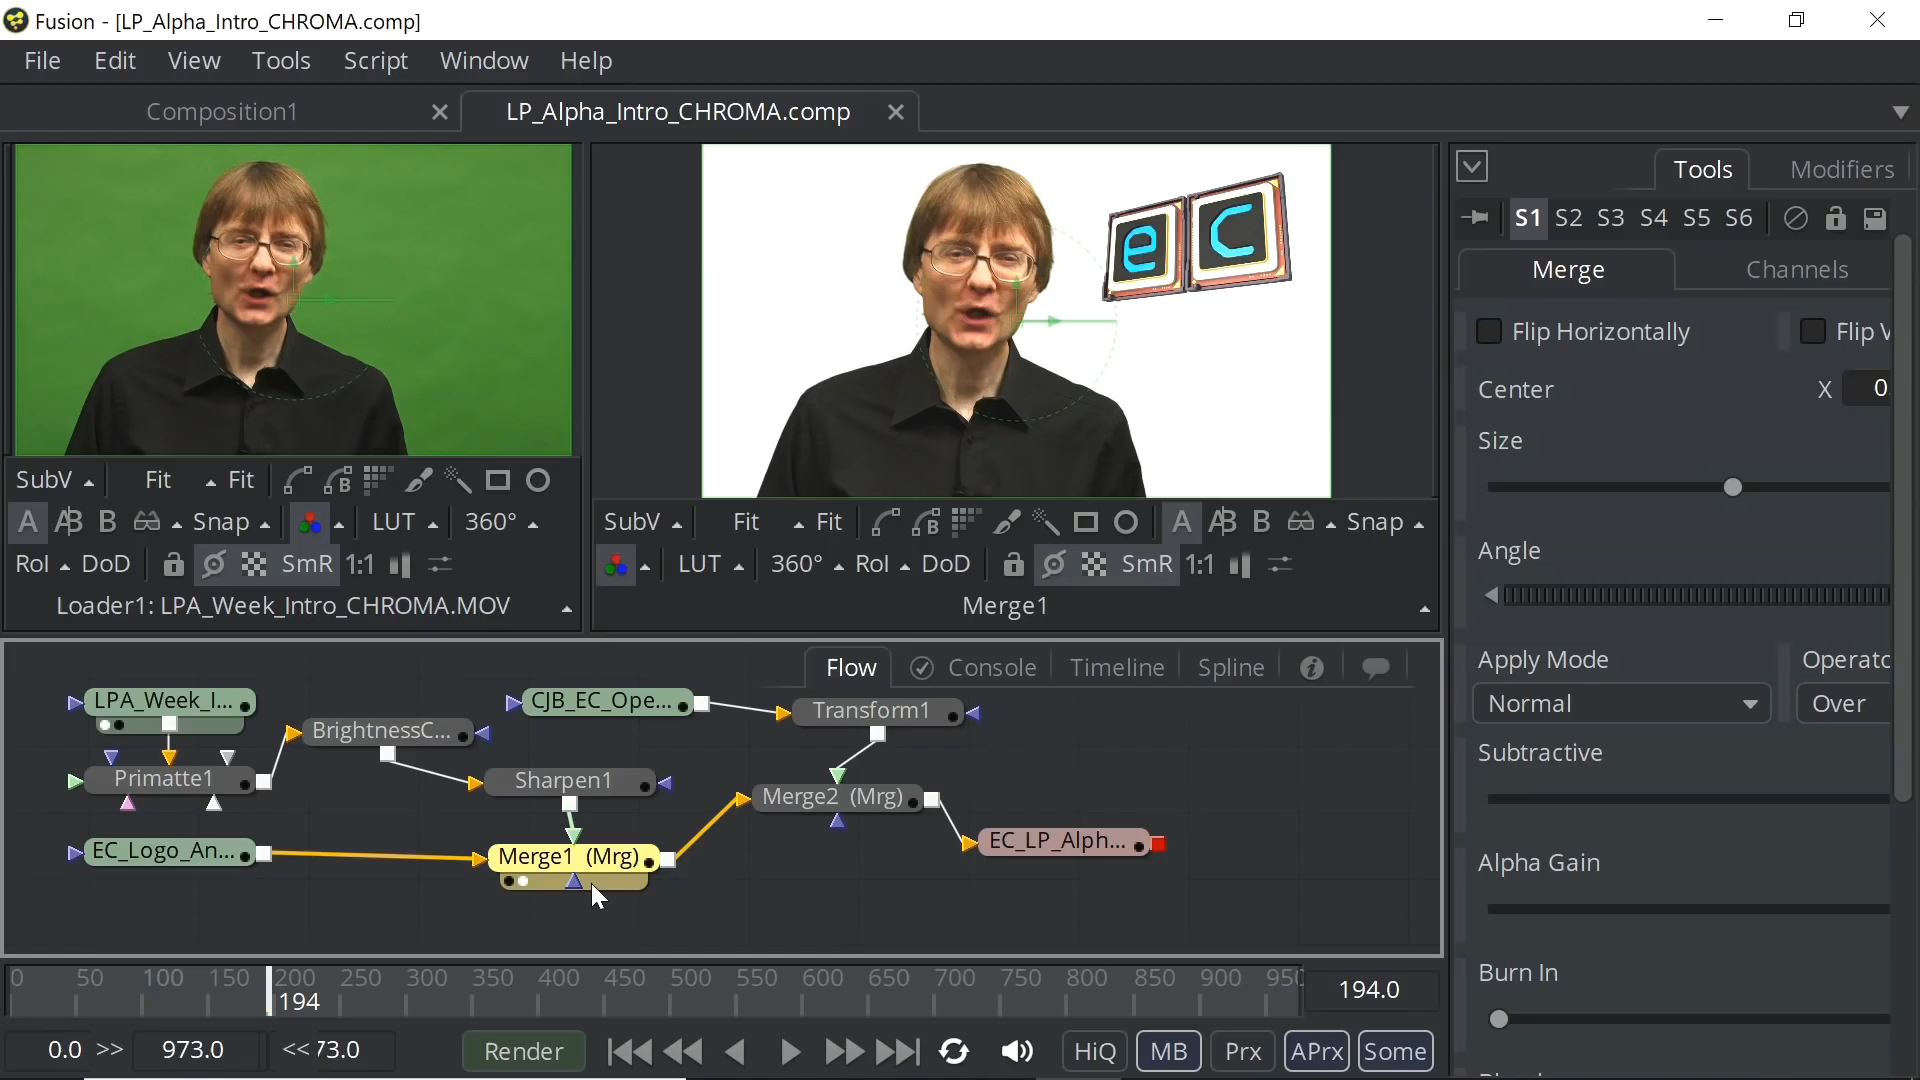 Fusion - [LP_Alpha_Intro_CHROMA.comp]
File Edit View Tools Script Window Help
Composition1 LP_Alpha_Intro_CHROMA.comp
Tools Modifiers
S1 S2 S3 S4 S5 S6
Merge Channels
Flip Horizontally Flip V
Center X 0
Size
Angle
Apply Mode Operato
Normal Over
Subtractive
Alpha Gain
Burn In
e c
SubV Fit Fit
A AB B Snap LUT 360°
RoI DoD SmR 1:1
Loader1: LPA_Week_Intro_CHROMA.MOV
SubV Fit Fit A AB B Snap
LUT 360° RoI DoD SmR 1:1
Merge1
Flow Console Timeline Spline
LPA_Week_I... CJB_EC_Ope... Transform1
BrightnessC...
Primatte1 Sharpen1 Merge2 (Mrg)
EC_Logo_An... Merge1 (Mrg) EC_LP_Alph...
0 50 100 150 200 250 300 350 400 450 500 550 600 650 700 750 800 850 900 950
194 194.0
0.0 >> 973.0 << 73.0 Render HiQ MB Prx APrx Some